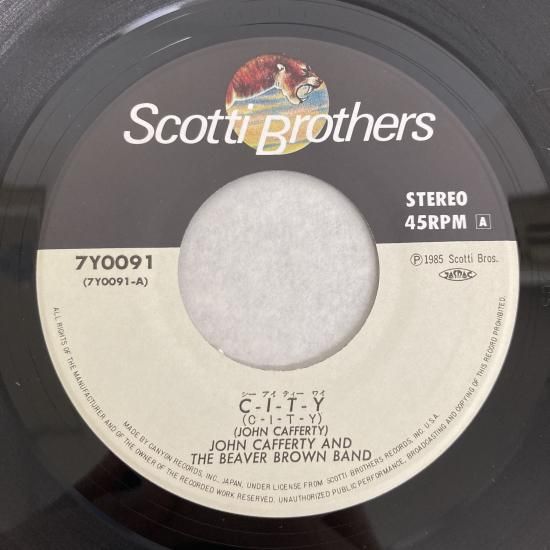 Scotti Brothers
STEREO
45RPM A
7Y0091
(7Y0091-A)
Ⓟ1985 Scotti Bros.
JASRAC
シー アイ ティー ワイ
C-I-T-Y
(C-I-T-Y)
(JOHN CAFFERTY)
JOHN CAFFERTY AND
THE BEAVER BROWN BAND
ALL RIGHTS OF THE MANUFACTURER AND OF THE OWNER OF THE RECORDED WORK RESERVED. UNAUTHORIZED PUBLIC PERFORMANCE, BROADCASTING AND COPYING OF THIS RECORD PROHIBITED.
MADE BY CANYON RECORDS, INC., JAPAN, UNDER LICENSE FROM SCOTTI BROTHERS RECORDS, INC. U.S.A.